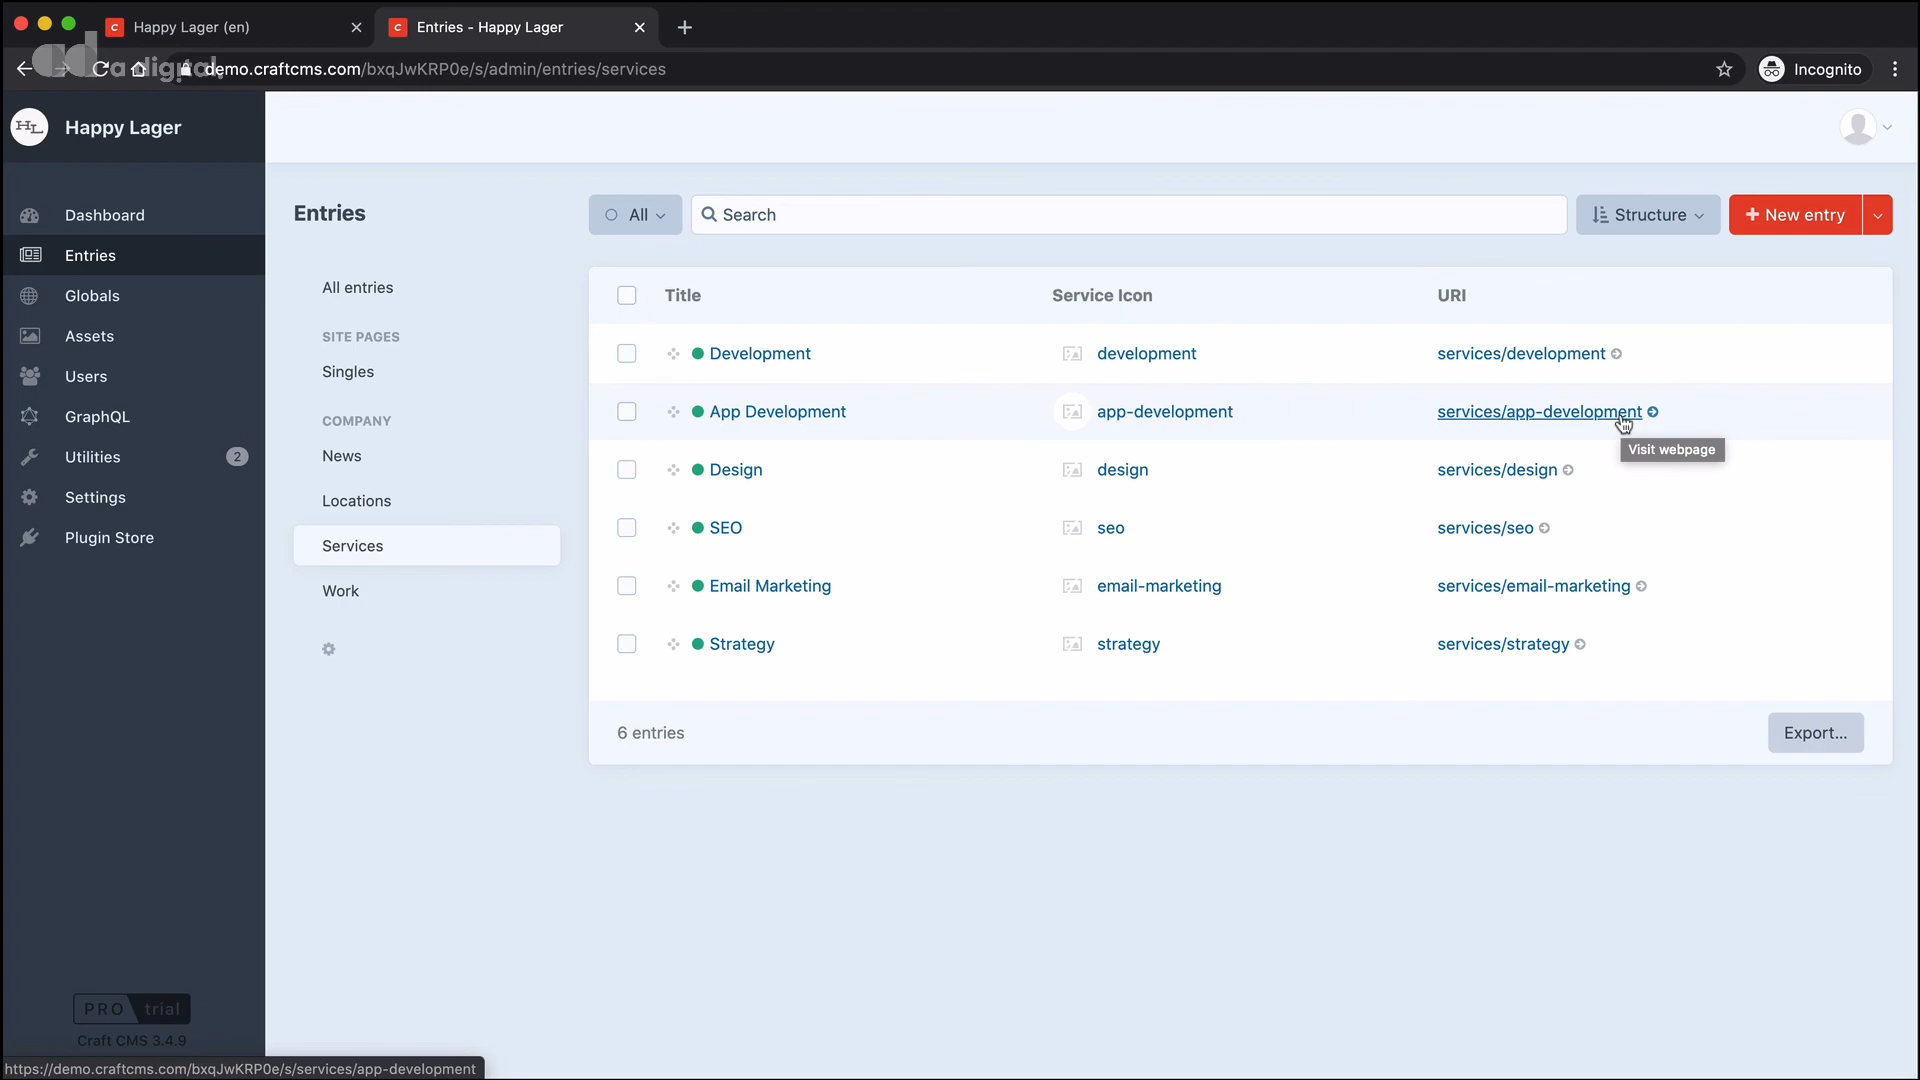 Happy Lager (en)
Entries - Happy Lager
a digital
demo.craftcms.com/bxqJwKRP0e/s/admin/entries/services
Incognito
HL
Happy Lager
Dashboard
Entries
Globals
Assets
Users
GraphQL
Utilities
2
Settings
Plugin Store
PRO trial
Craft CMS 3.4.9
Entries
All
Search
Structure
New entry
All entries
SITE PAGES
Singles
COMPANY
News
Locations
Services
Work
Title
Service Icon
URI
Development
development
services/development
App Development
app-development
services/app-development
Visit webpage
Design
design
services/design
SEO
seo
services/seo
Email Marketing
email-marketing
services/email-marketing
Strategy
strategy
services/strategy
6 entries
Export...
https://demo.craftcms.com/bxqJwKRP0e/s/services/app-development